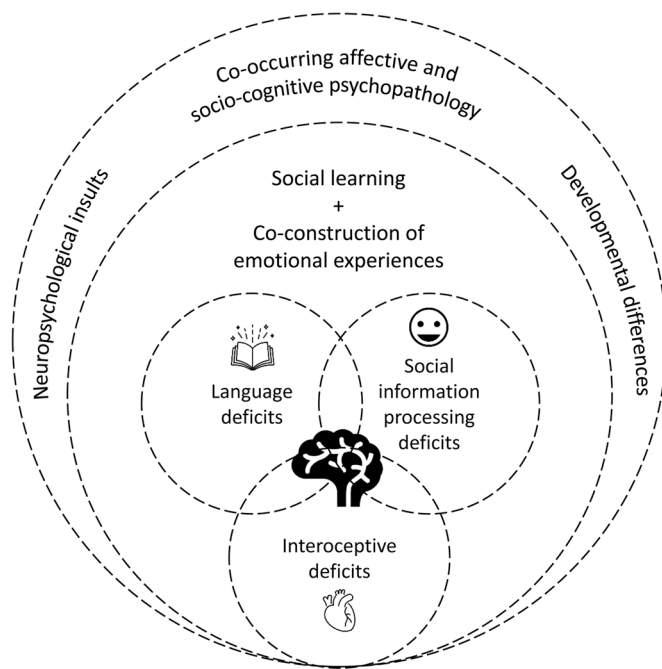 Co-occurring affective and
socio-cognitive psychopathology
Neuropsychological insults
Developmental differences
Social learning
+
Co-construction of
emotional experiences
Language
deficits
Social
information
processing
deficits
Interoceptive
deficits